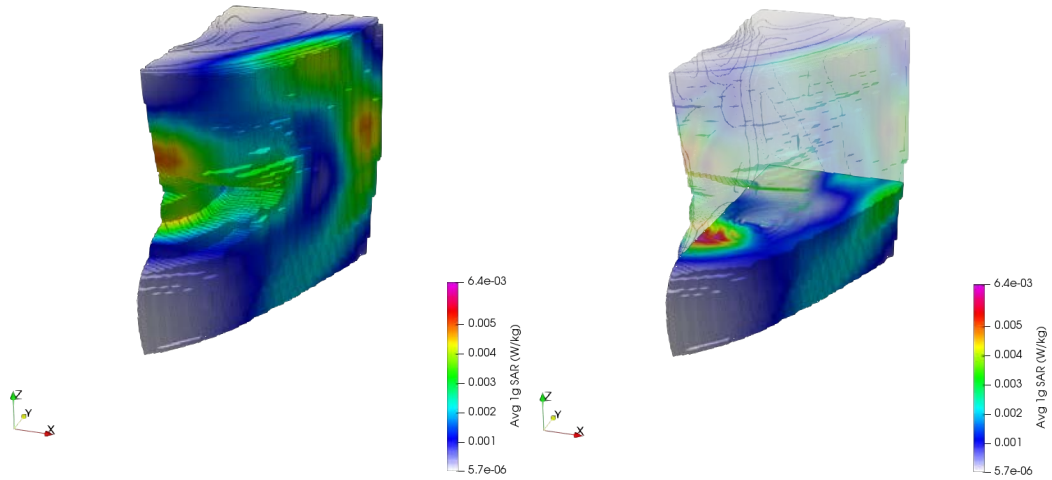 6.4e-03
0.005
0.004
0.003
0.002
0.001
5.7e-06
Avg 1g SAR (W/kg)
Z
Y
X
6.4e-03
0.005
0.004
0.003
0.002
0.001
5.7e-06
Avg 1g SAR (W/kg)
Z
Y
X